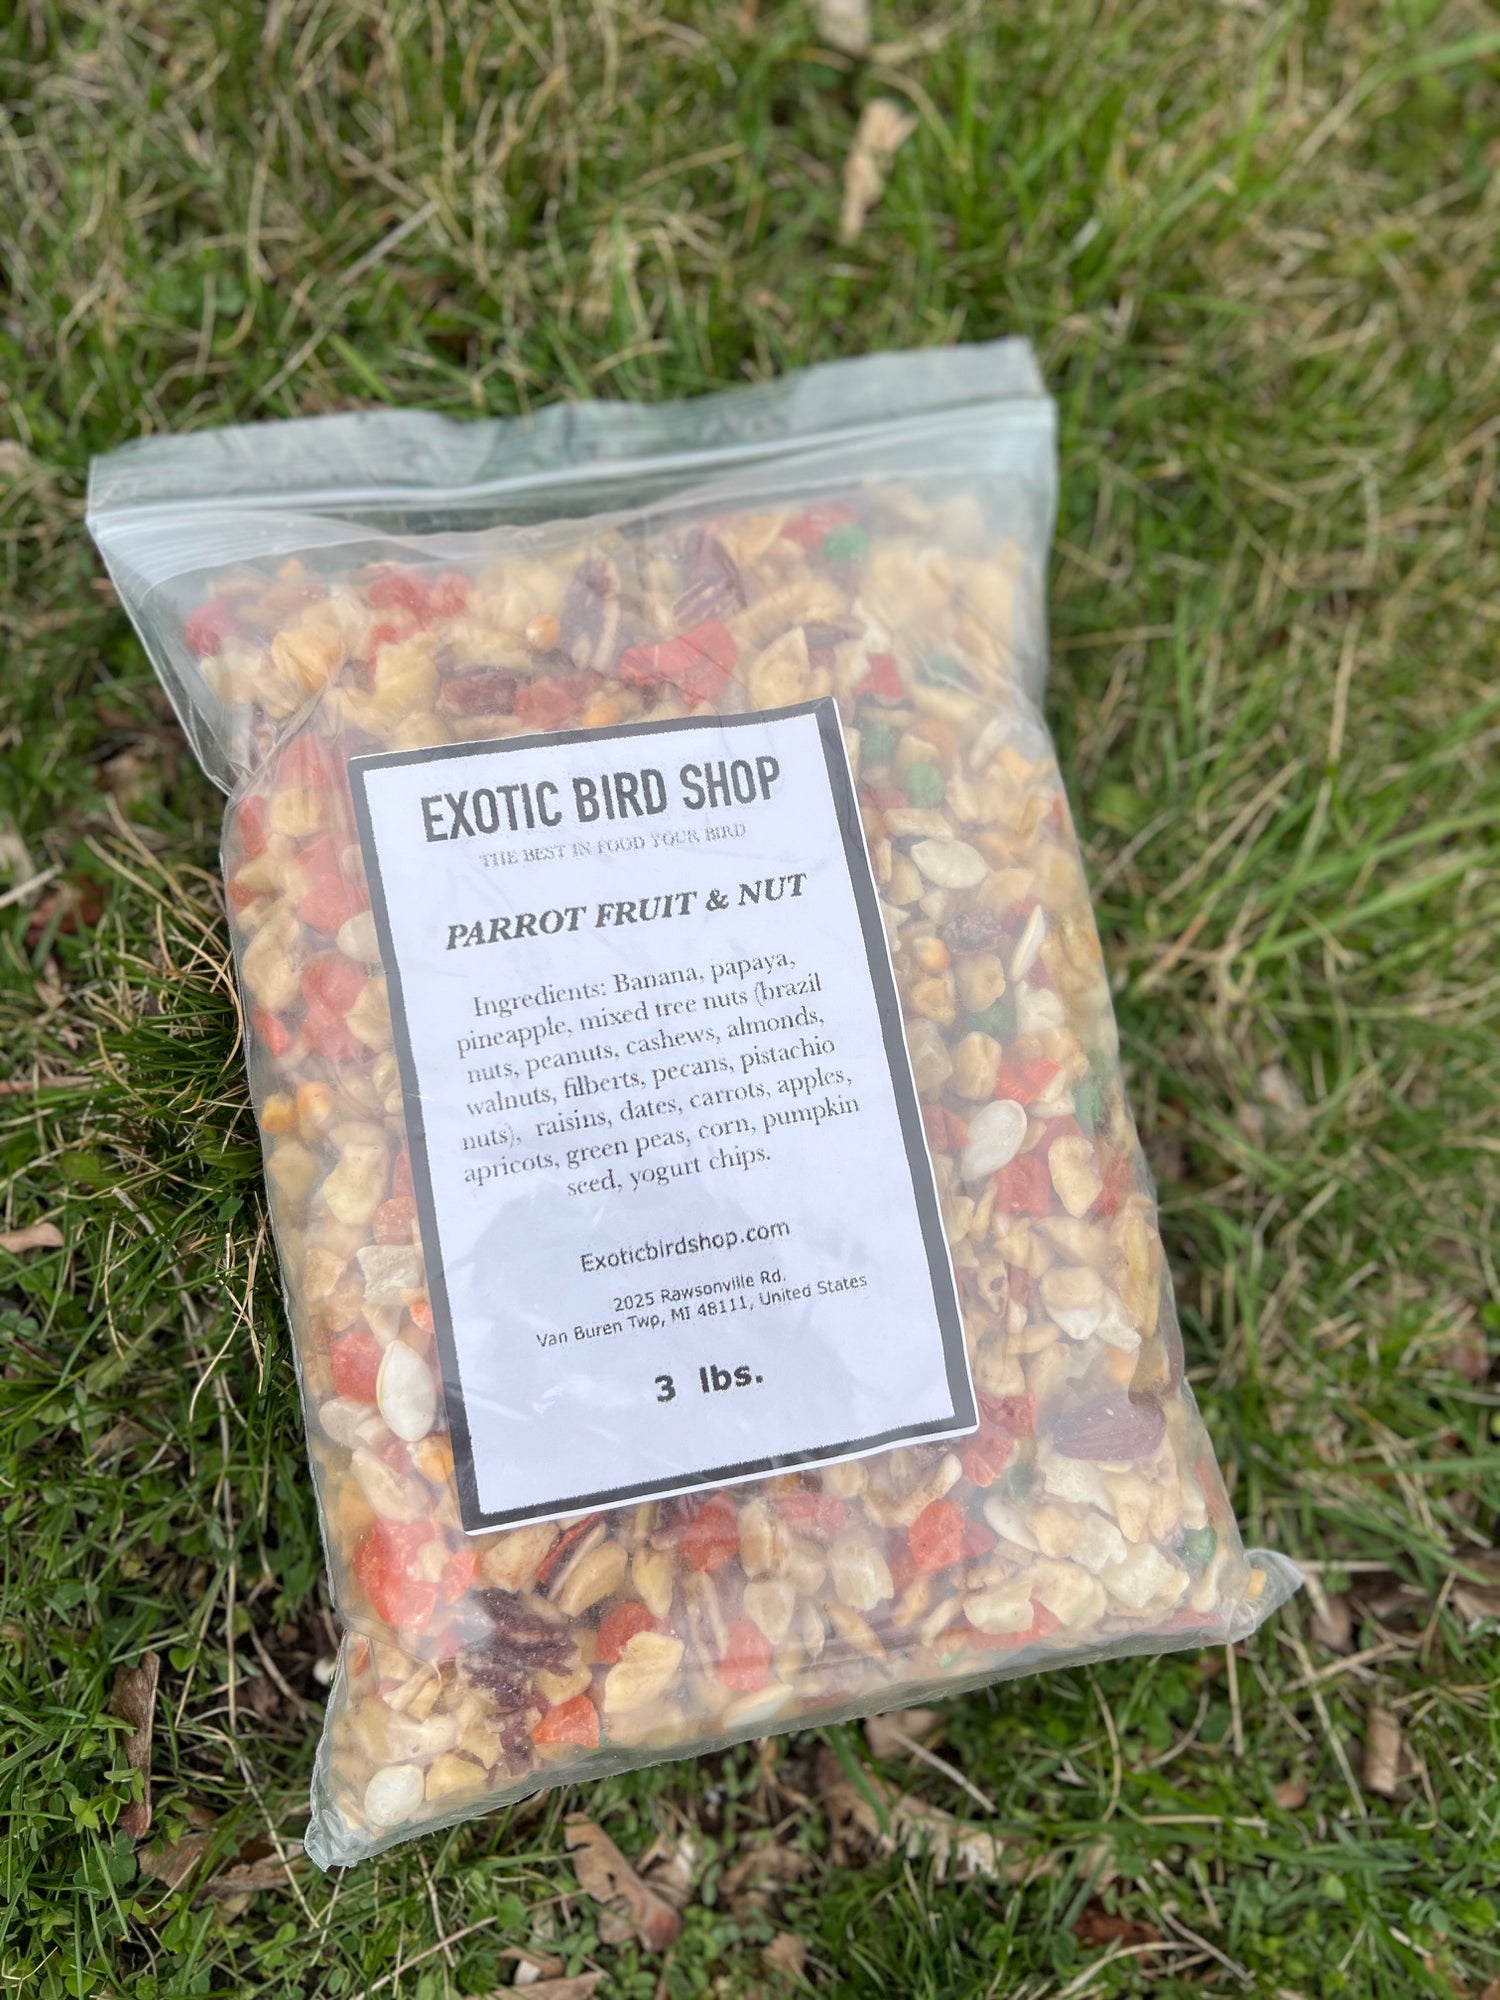 EXOTIC BIRD SHOP
THE BEST IN FOOD YOUR BIRD
PARROT FRUIT & NUT
Ingredients: Banana, papaya,
pineapple, mixed tree nuts (brazil
nuts, peanuts, cashews, almonds,
walnuts, filberts, pecans, pistachio
nuts), raisins, dates, carrots, apples,
apricots, green peas, corn, pumpkin
seed, yogurt chips.
Exoticbirdshop.com
2025 Rawsonville Rd.
Van Buren Twp, MI 48111, United States
3 lbs.